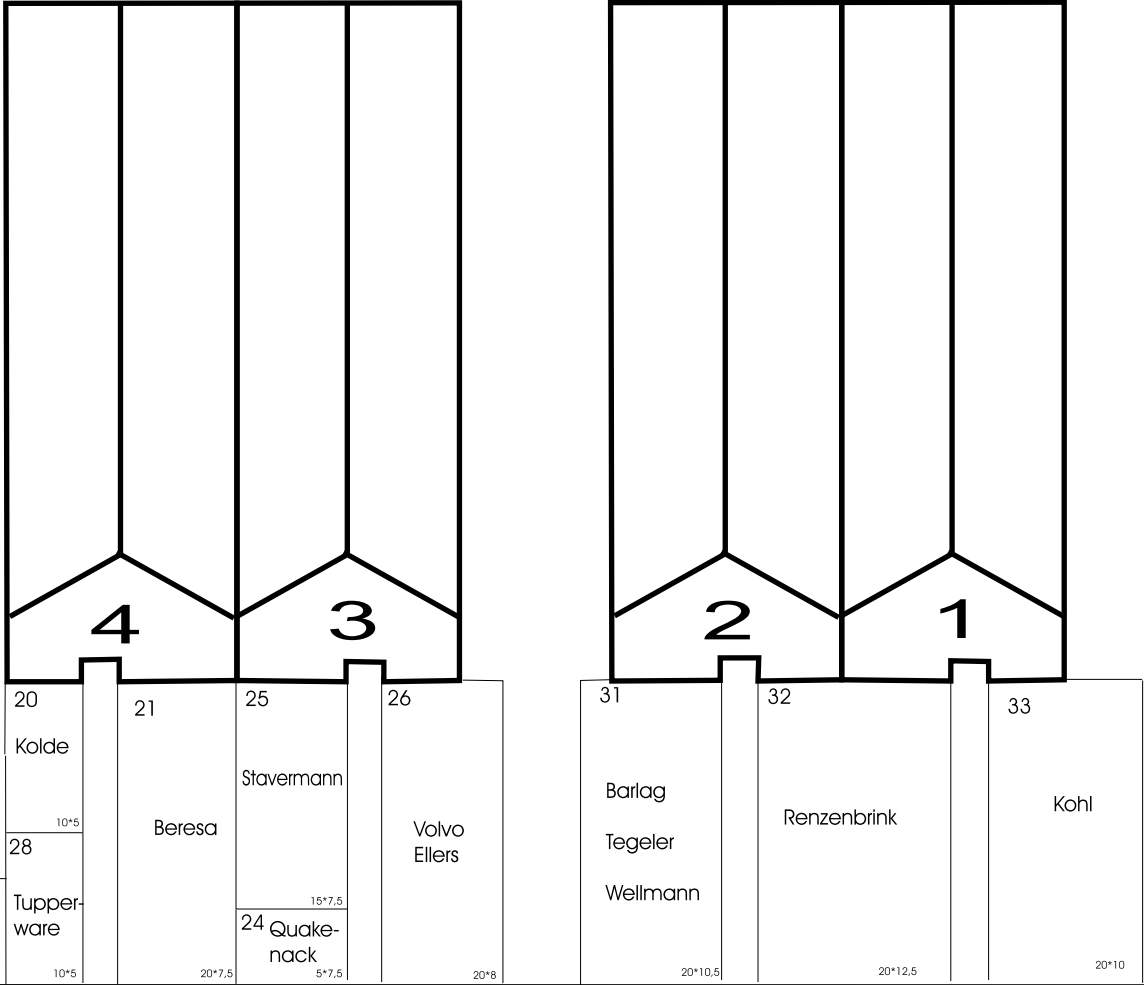 4
3
2
1
20
21
25
26
31
32
33
Kolde
10*5
28
Tupper-
ware
10*5
Beresa
20*7,5
Stavermann
15*7,5
24 Quake-
nack
5*7,5
Volvo
Ellers
20*8
Barlag
Tegeler
Wellmann
20*10,5
Renzenbrink
20*12,5
Kohl
20*10